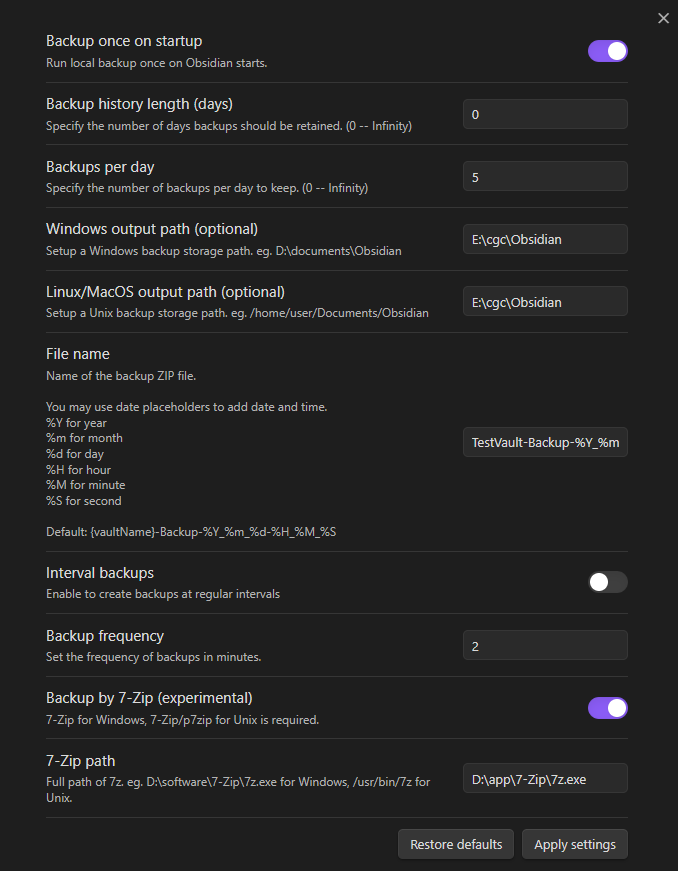 Backup once on startup
Run local backup once on Obsidian starts.
Backup history length (days)
Specify the number of days backups should be retained. (0 -- Infinity)
0
Backups per day
Specify the number of backups per day to keep. (0 -- Infinity)
5
Windows output path (optional)
Setup a Windows backup storage path. eg. D:\documents\Obsidian
E:\cgc\Obsidian
Linux/MacOS output path (optional)
Setup a Unix backup storage path. eg. /home/user/Documents/Obsidian
E:\cgc\Obsidian
File name
Name of the backup ZIP file.
You may use date placeholders to add date and time.
%Y for year
%m for month
%d for day
%H for hour
%M for minute
%S for second
Default: {vaultName}-Backup-%Y_%m_%d-%H_%M_%S
TestVault-Backup-%Y_%m
Interval backups
Enable to create backups at regular intervals
Backup frequency
Set the frequency of backups in minutes.
2
Backup by 7-Zip (experimental)
7-Zip for Windows, 7-Zip/p7zip for Unix is required.
7-Zip path
Full path of 7z. eg. D:\software\7-Zip\7z.exe for Windows, /usr/bin/7z for
Unix.
D:\app\7-Zip\7z.exe
Restore defaults
Apply settings